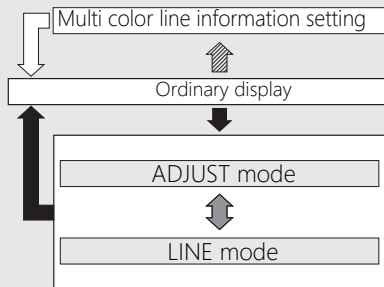 Multi color line information setting
Ordinary display
ADJUST mode
LINE mode